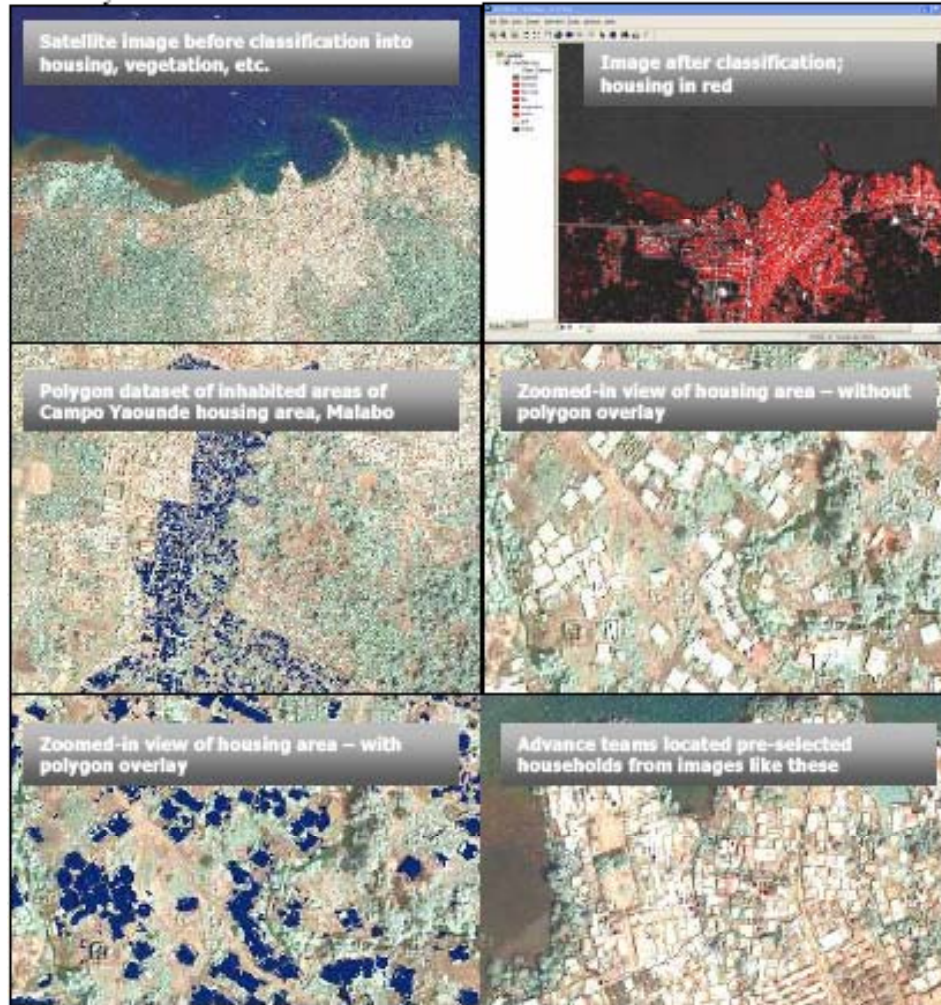 Satellite image before classification into
housing, vegetation, etc.
Image after classification;
housing in red
Polygon dataset of inhabited areas of
Campo Yaounde housing area, Malabo
Zoomed-in view of housing area – without
polygon overlay
Zoomed-in view of housing area – with
polygon overlay
Advance teams located pre-selected
households from images like these